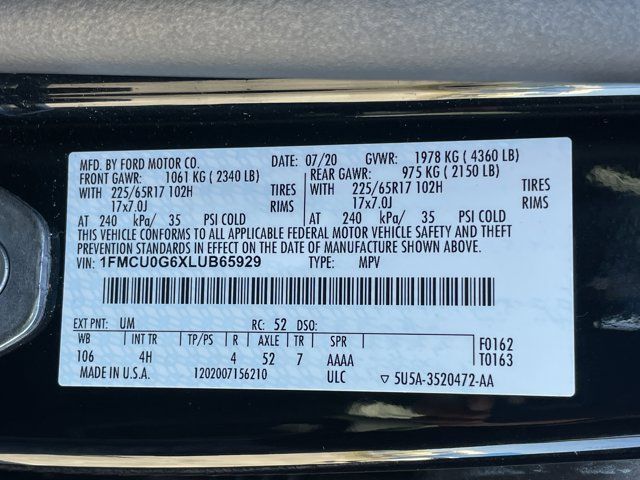 MFD. BY FORD MOTOR CO. DATE: 07/20 GVWR: 1978 KG ( 4360 LB)
FRONT GAWR: 1061 KG ( 2340 LB) REAR GAWR: 975 KG ( 2150 LB)
WITH 225/65R17 102H TIRES WITH 225/65R17 102H TIRES
17x7.0J RIMS 17x7.0J RIMS
AT 240 kPa/ 35 PSI COLD AT 240 kPa/ 35 PSI COLD
THIS VEHICLE CONFORMS TO ALL APPLICABLE FEDERAL MOTOR VEHICLE SAFETY AND THEFT
PREVENTION STANDARDS IN EFFECT ON THE DATE OF MANUFACTURE SHOWN ABOVE.
VIN: 1FMCU0G6XLUB65929 TYPE: MPV
EXT PNT: UM RC: 52 DSO:
WB INT TR TP/PS R AXLE TR SPR F0162
106 4H 4 52 7 AAAA T0163
MADE IN U.S.A. 1202007156210 ULC ▽ 5U5A-3520472-AA